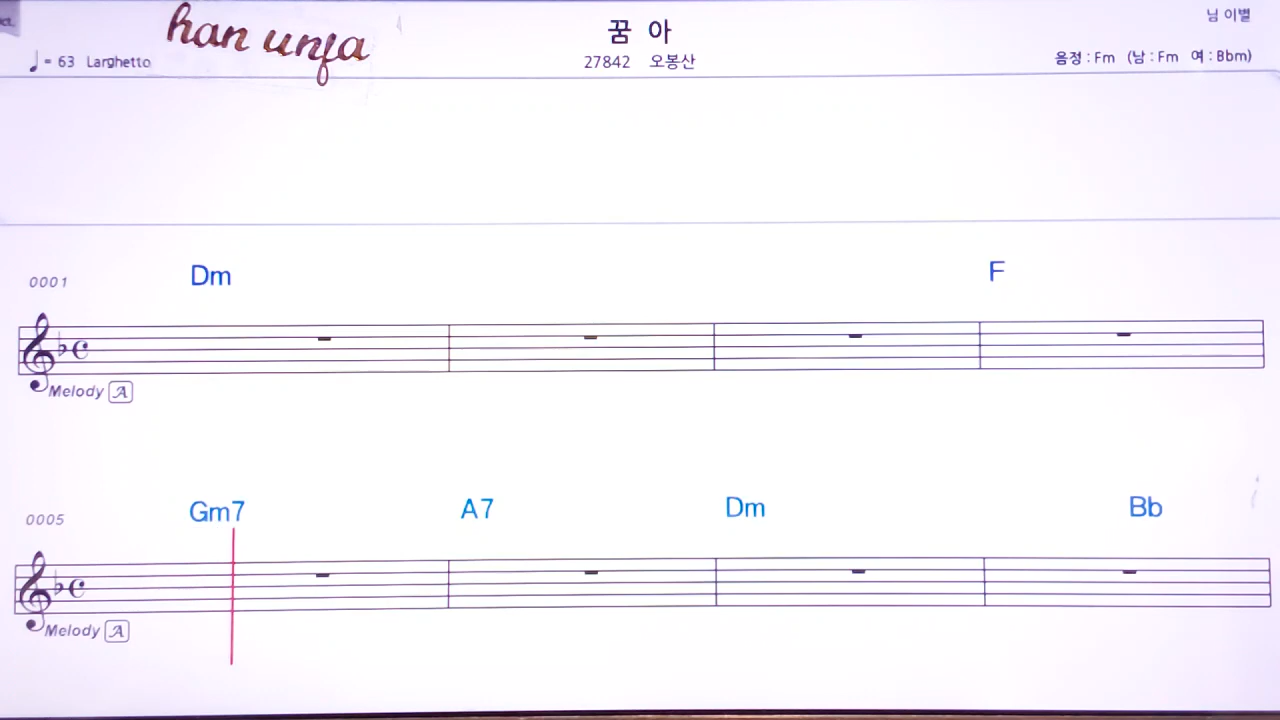 han unfa
꿈 아
님 이별
♩= 63 Larghetto
27842 오봉산
음정 : Fm (남 : Fm 여 : Bbm)
0001
Dm
F
Melody A
0005
Gm7
A7
Dm
Bb
Melody A